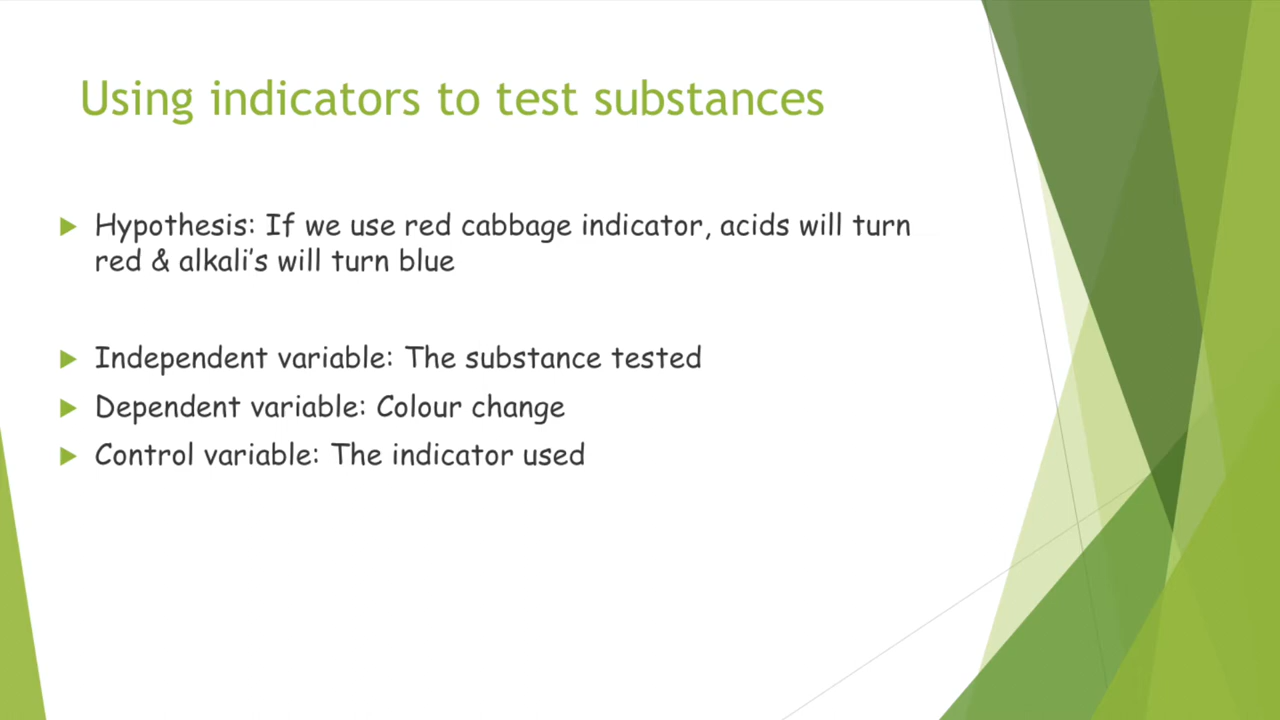 Using indicators to test substances
Hypothesis: If we use red cabbage indicator, acids will turn
red & alkali's will turn blue
Independent variable: The substance tested
Dependent variable: Colour change
Control variable: The indicator used